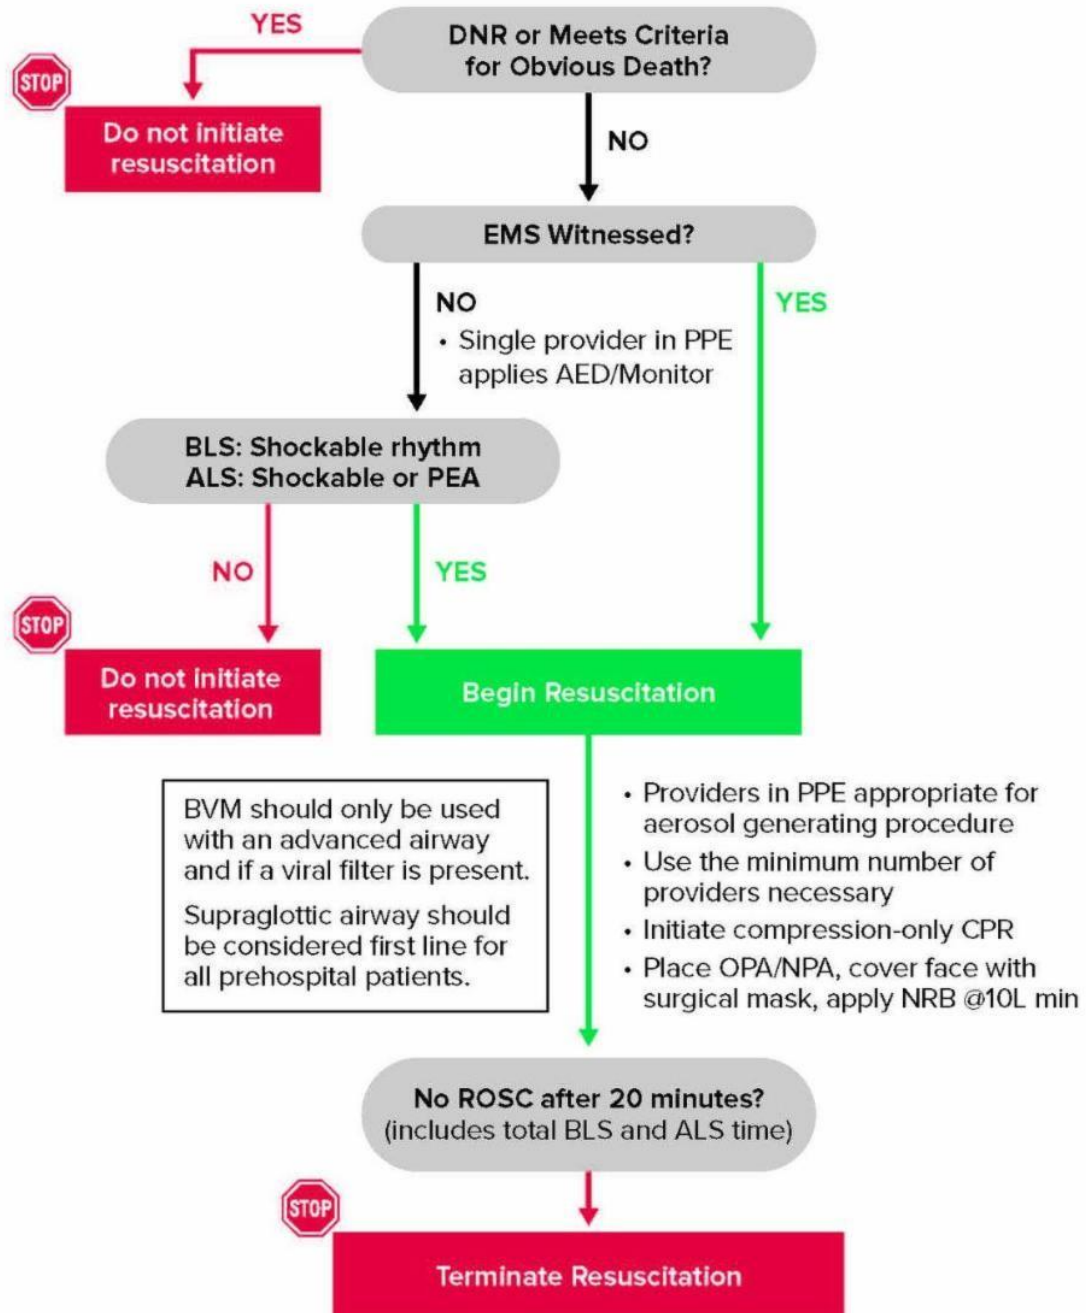 YES
DNR or Meets Criteria
for Obvious Death?
STOP
Do not initiate
resuscitation
NO
EMS Witnessed?
NO
• Single provider in PPE
applies AED/Monitor
YES
BLS: Shockable rhythm
ALS: Shockable or PEA
NO
YES
STOP
Do not initiate
resuscitation
Begin Resuscitation
BVM should only be used
with an advanced airway
and if a viral filter is present.
Supraglottic airway should
be considered first line for
all prehospital patients.
• Providers in PPE appropriate for
aerosol generating procedure
• Use the minimum number of
providers necessary
• Initiate compression-only CPR
• Place OPA/NPA, cover face with
surgical mask, apply NRB @10L min
No ROSC after 20 minutes?
(includes total BLS and ALS time)
STOP
Terminate Resuscitation